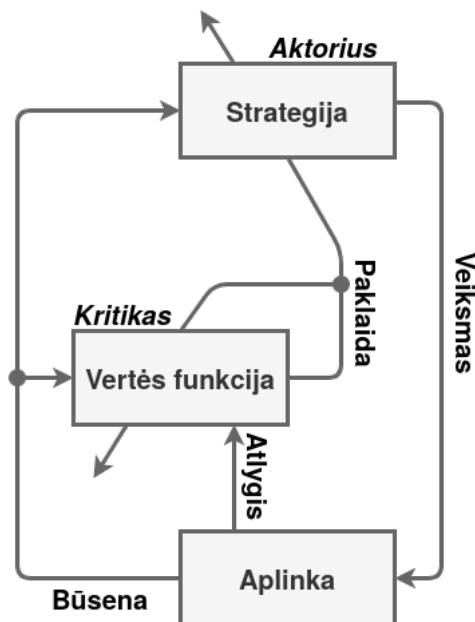 Aktorius
Strategija
Veiksmas
Paklaida
Kritikas
Vertės funkcija
Atlygis
Aplinka
Būsena